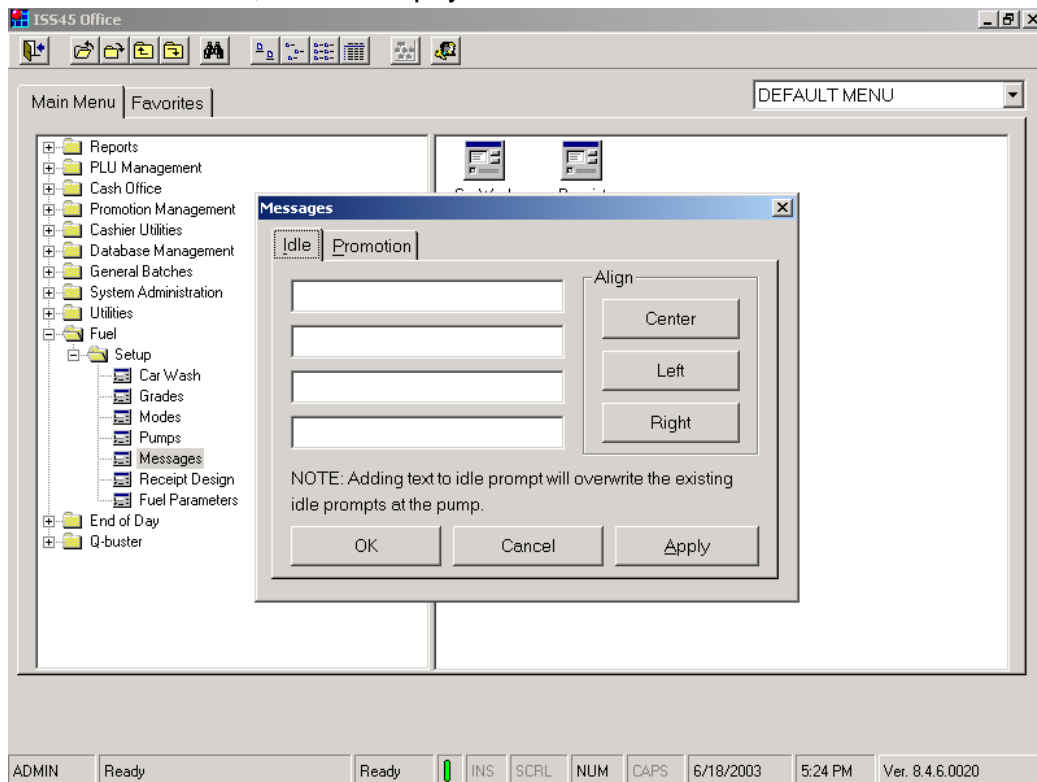 ISS45 Office
Main Menu
Favorites
DEFAULT MENU
Reports
PLU Management
Cash Office
Promotion Management
Cashier Utilities
Database Management
General Batches
System Administration
Utilities
Fuel
Setup
Car Wash
Grades
Modes
Pumps
Messages
Receipt Design
Fuel Parameters
End of Day
Q-buster
Messages
Idle
Promotion
Align
Center
Left
Right
NOTE: Adding text to idle prompt will overwrite the existing
idle prompts at the pump.
OK
Cancel
Apply
ADMIN
Ready
Ready
INS
SCRL
NUM
CAPS
6/18/2003
5:24 PM
Ver. 8.4.6.0020